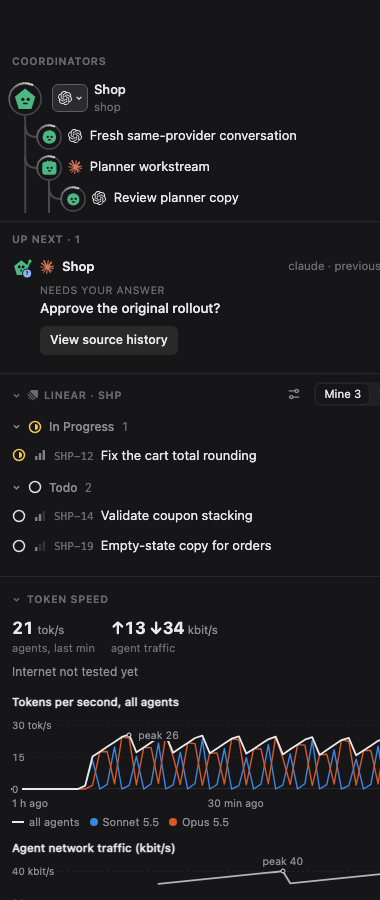 COORDINATORS
Shop
shop
Fresh same-provider conversation
Planner workstream
Review planner copy
UP NEXT · 1
Shop claude · previous
NEEDS YOUR ANSWER
Approve the original rollout?
View source history
LINEAR · SHP Mine 3
In Progress 1
SHP-12 Fix the cart total rounding
Todo 2
SHP-14 Validate coupon stacking
SHP-19 Empty-state copy for orders
TOKEN SPEED
21 tok/s ↑13 ↓34 kbit/s
agents, last min agent traffic
Internet not tested yet
Tokens per second, all agents
30 tok/s
peak 26
15
0
1 h ago 30 min ago
all agents Sonnet 5.5 Opus 5.5
Agent network traffic (kbit/s)
peak 40
40 kbit/s